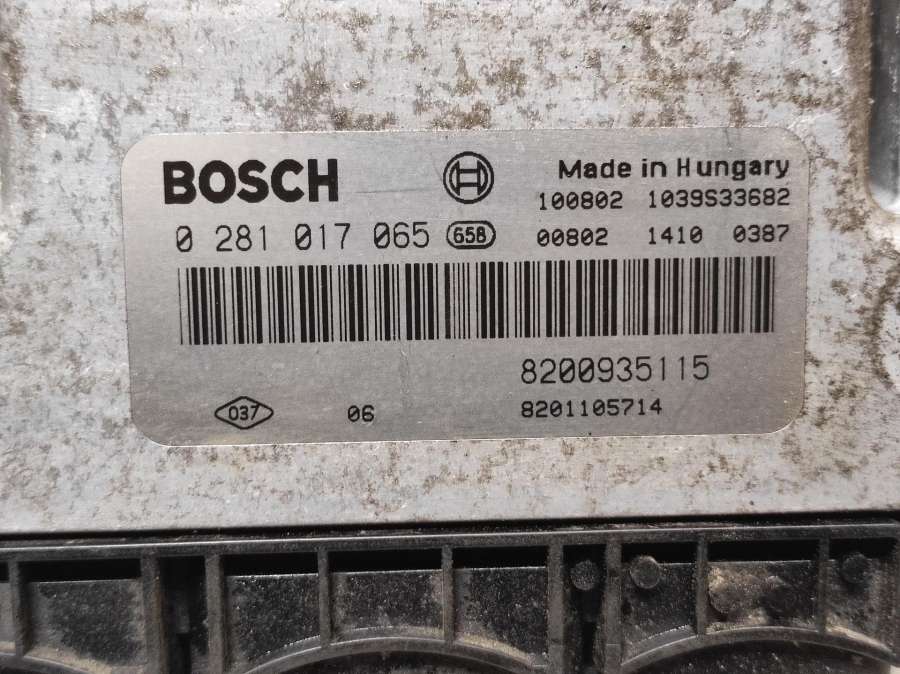 BOSCH
Made in Hungary
100802 1039S33682
0 281 017 065 658
00802 1410 0387
8200935115
037 06
8201105714